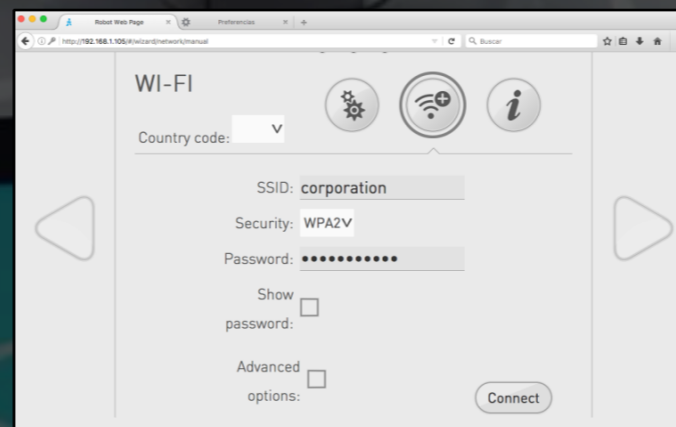 Robot Web Page
Preferencias
http://192.168.1.105/#/wizard/network/manual
Buscar
WI-FI
Country code:
SSID: corporation
Security: WPA2
Password: •••••••••••
Show
password:
Advanced
options:
Connect